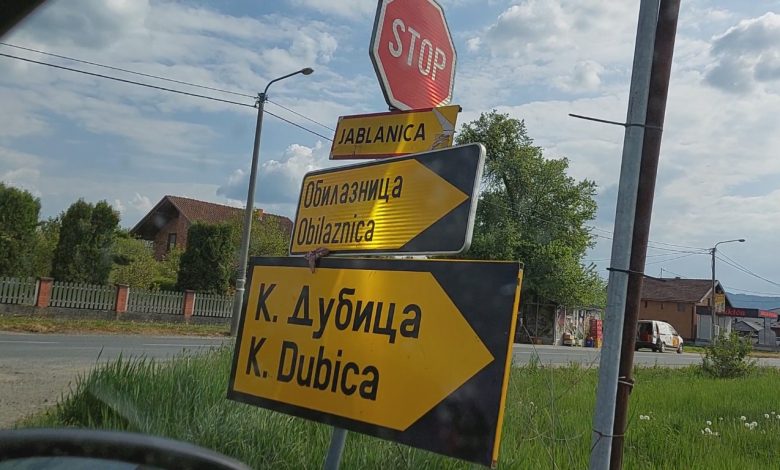 STOP
JABLANICA
Обилазница
Obilaznica
К. Дубица
K. Dubica